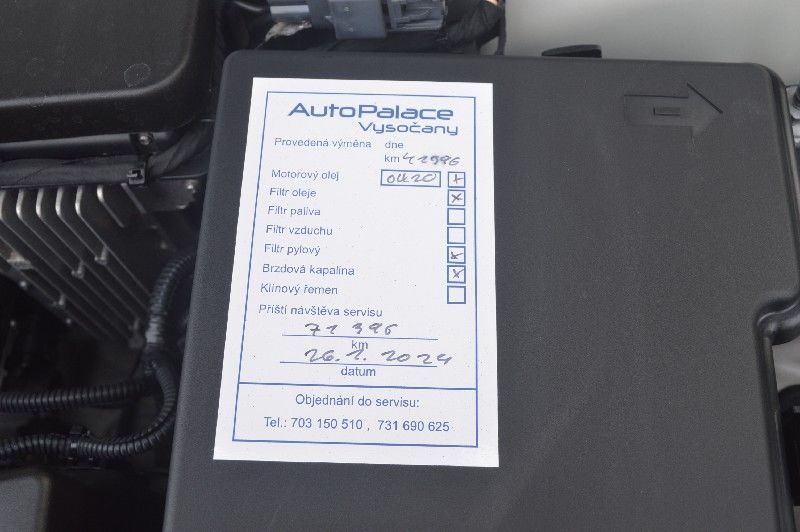 AutoPalace
Vysočany
Provedená výměna dne
km 41996
Motorový olej 0W20 x
Filtr oleje x
Filtr paliva
Filtr vzduchu
Filtr pylový x
Brzdová kapalina x
Klínový řemen
Příští návštěva servisu
71 396
km
26.1. 2024
datum
Objednání do servisu:
Tel.: 703 150 510 , 731 690 625